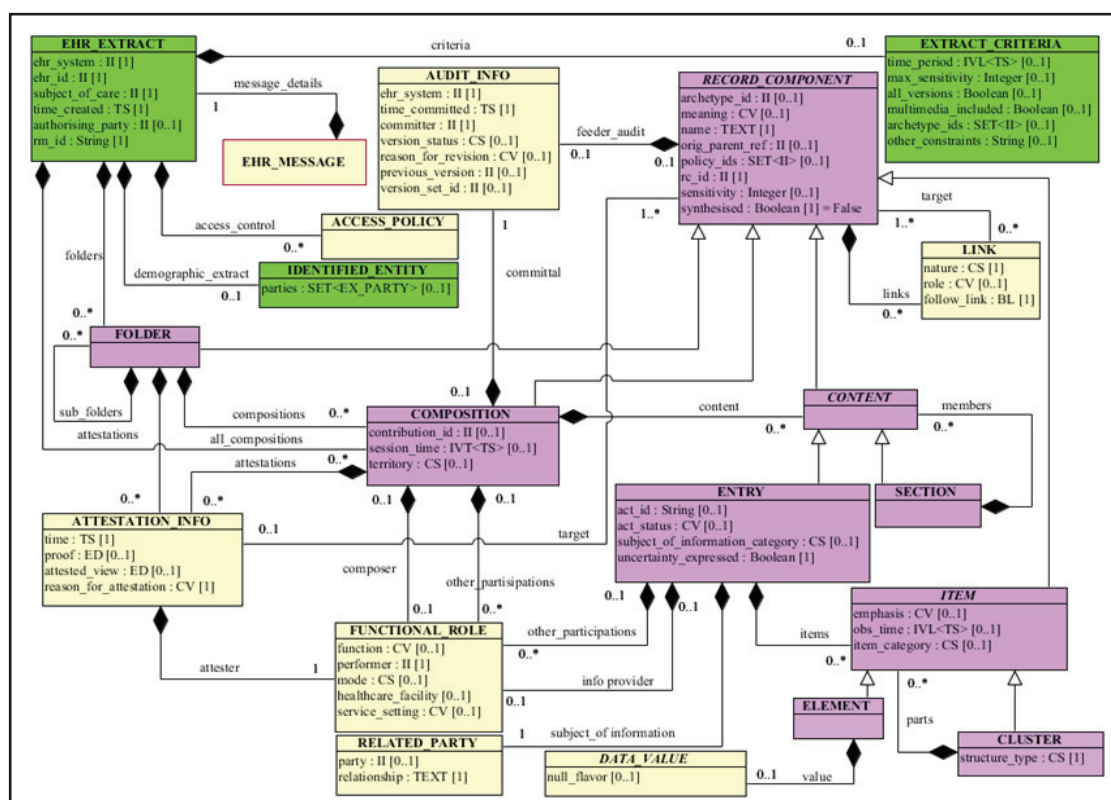 EHR_EXTRACT
ehr_system : II [1]
ehr_id : II [1]
subject_of_care : II [1]
time_created : TS [1]
authorising_party : II [0..1]
rm_id : String [1]
criteria
0..1
EXTRACT_CRITERIA
time_period : IVL<TS> [0..1]
max_sensitivity : Integer [0..1]
all_versions : Boolean [0..1]
multimedia_included : Boolean [0..1]
archetype_ids : SET<II> [0..1]
other_constraints : String [0..1]
message_details
1
EHR_MESSAGE
AUDIT_INFO
ehr_system : II [1]
time_committed : TS [1]
committer : II [1]
version_status : CS [0..1]
reason_for_revision : CV [0..1]
previous_version : II [0..1]
version_set_id : II [0..1]
feeder_audit
0..1
0..1
RECORD_COMPONENT
archetype_id : II [0..1]
meaning : CV [0..1]
name : TEXT [1]
orig_parent_ref : II [0..1]
policy_ids : SET<II> [0..1]
rc_id : II [1]
sensitivity : Integer [0..1]
synthesised : Boolean [1] = False
1..*
target
1..*
0..*
LINK
nature : CS [1]
role : CV [0..1]
follow_link : BL [1]
links
0..*
access_control
0..*
ACCESS_POLICY
folders
demographic_extract
0..1
IDENTIFIED_ENTITY
parties : SET<EX_PARTY> [0..1]
1
committal
0..1
0..*
0..*
FOLDER
sub_folders
attestations
compositions
0..*
all_compositions
0..*
attestations
0..*
0..*
COMPOSITION
contribution_id : II [0..1]
session_time : IVT<TS> [0..1]
territory : CS [0..1]
content
0..*
CONTENT
members
0..*
SECTION
0..1
0..1
ENTRY
act_id : String [0..1]
act_status : CV [0..1]
subject_of_information_category : CS [0..1]
uncertainty_expressed : Boolean [1]
ATTESTATION_INFO
time : TS [1]
proof : ED [0..1]
attested_view : ED [0..1]
reason_for_attestation : CV [1]
0..1
target
composer
0..1
other_partisipations
0..*
0..1
0..1
other_participations
0..*
info provider
0..1
items
0..*
ITEM
emphasis : CV [0..1]
obs_time : IVL<TS> [0..1]
item_category : CS [0..1]
attester
1
FUNCTIONAL_ROLE
function : CV [0..1]
performer : II [1]
mode : CS [0..1]
healthcare_facility [0..1]
service_setting : CV [0..1]
1
subject_of information
RELATED_PARTY
party : II [0..1]
relationship : TEXT [1]
DATA_VALUE
null_flavor [0..1]
0..1
value
ELEMENT
0..*
parts
CLUSTER
structure_type : CS [1]